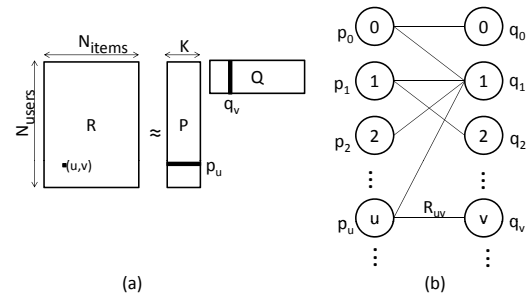 N_items
K
Q
q_v
N_users
R
≈
P
(u,v)
p_u
(a)
p_0
0
0
q_0
p_1
1
1
q_1
p_2
2
2
q_2
⋮
⋮
p_u
u
R_uv
v
q_v
⋮
⋮
(b)